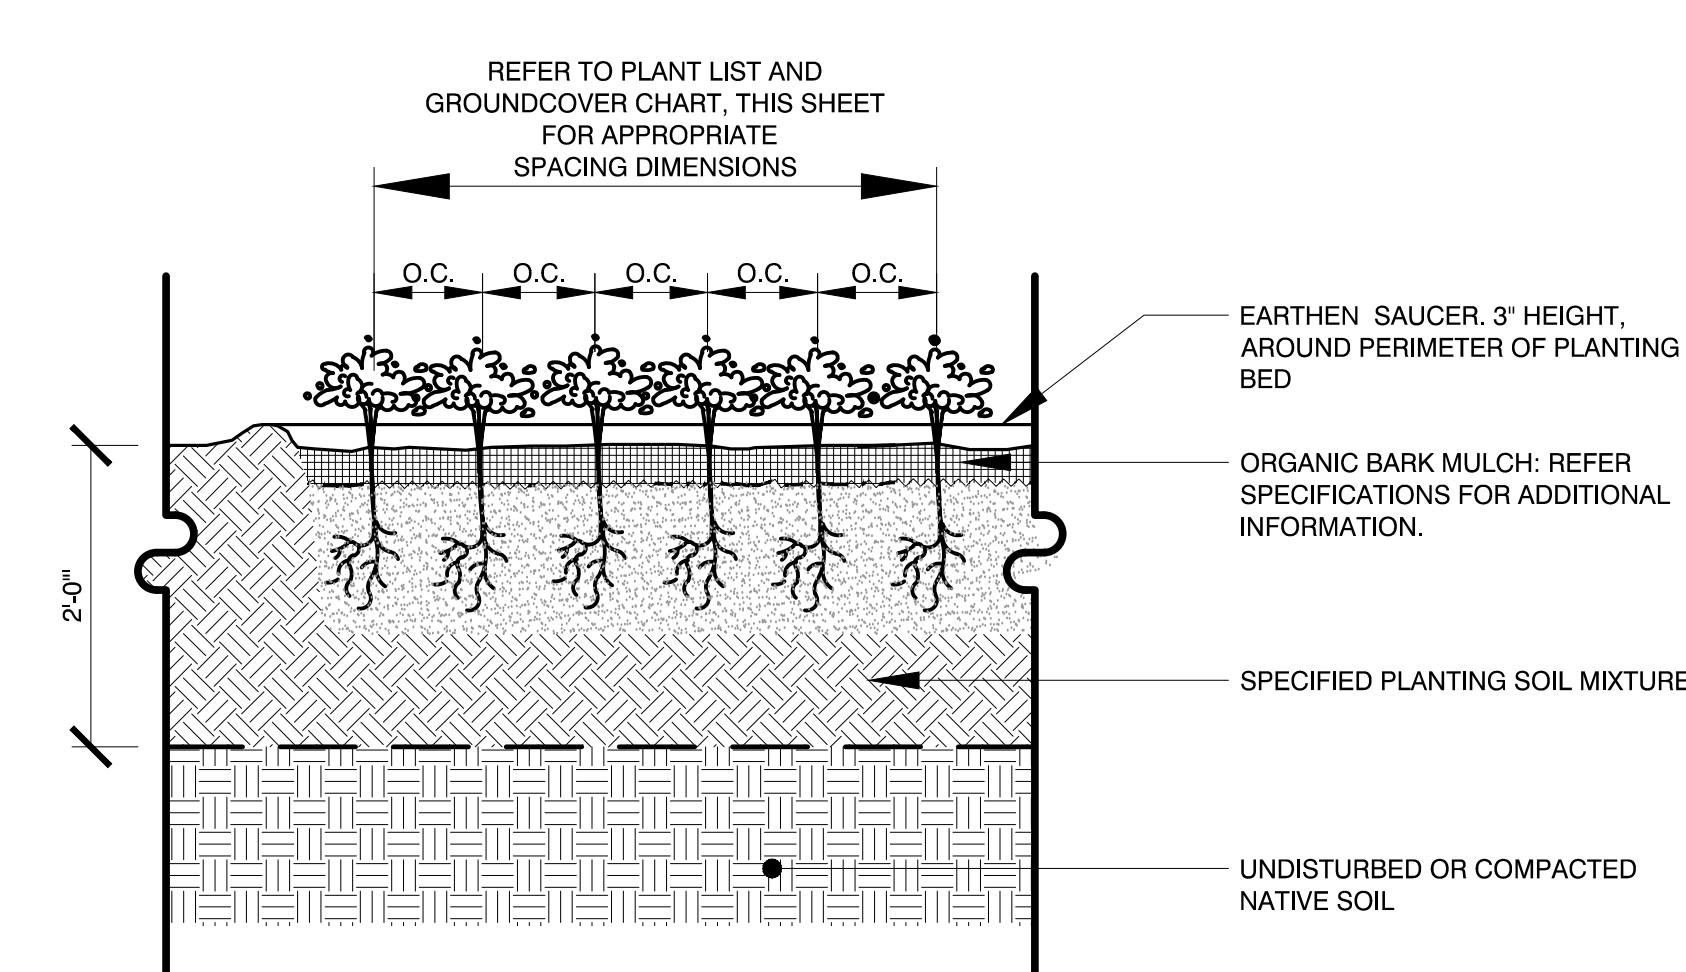 REFER TO PLANT LIST AND
GROUNDCOVER CHART, THIS SHEET
FOR APPROPRIATE
SPACING DIMENSIONS
O.C. O.C. O.C. O.C. O.C.
EARTHEN SAUCER. 3" HEIGHT,
AROUND PERIMETER OF PLANTING
BED
ORGANIC BARK MULCH: REFER
SPECIFICATIONS FOR ADDITIONAL
INFORMATION.
2'-0"'
SPECIFIED PLANTING SOIL MIXTURE
UNDISTURBED OR COMPACTED
NATIVE SOIL